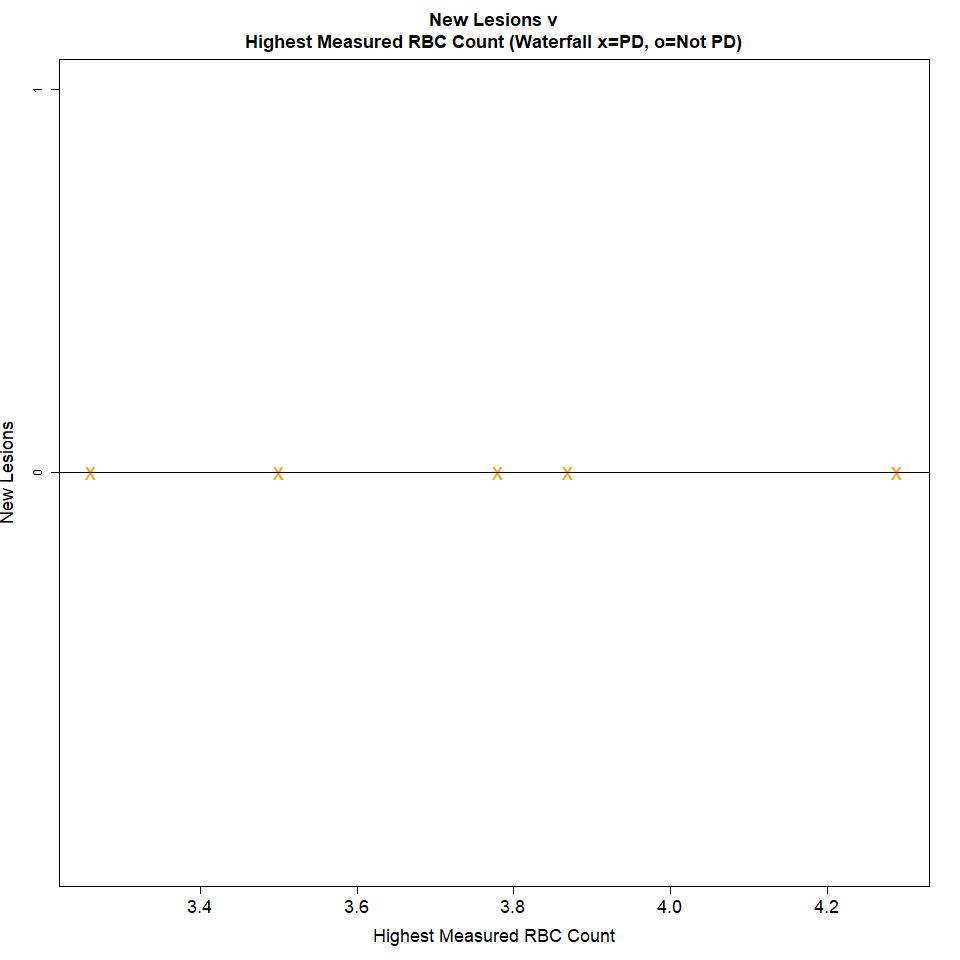 New Lesions v
Highest Measured RBC Count (Waterfall x=PD, o=Not PD)
1
0
New Lesions
x x x x x
3.4 3.6 3.8 4.0 4.2
Highest Measured RBC Count